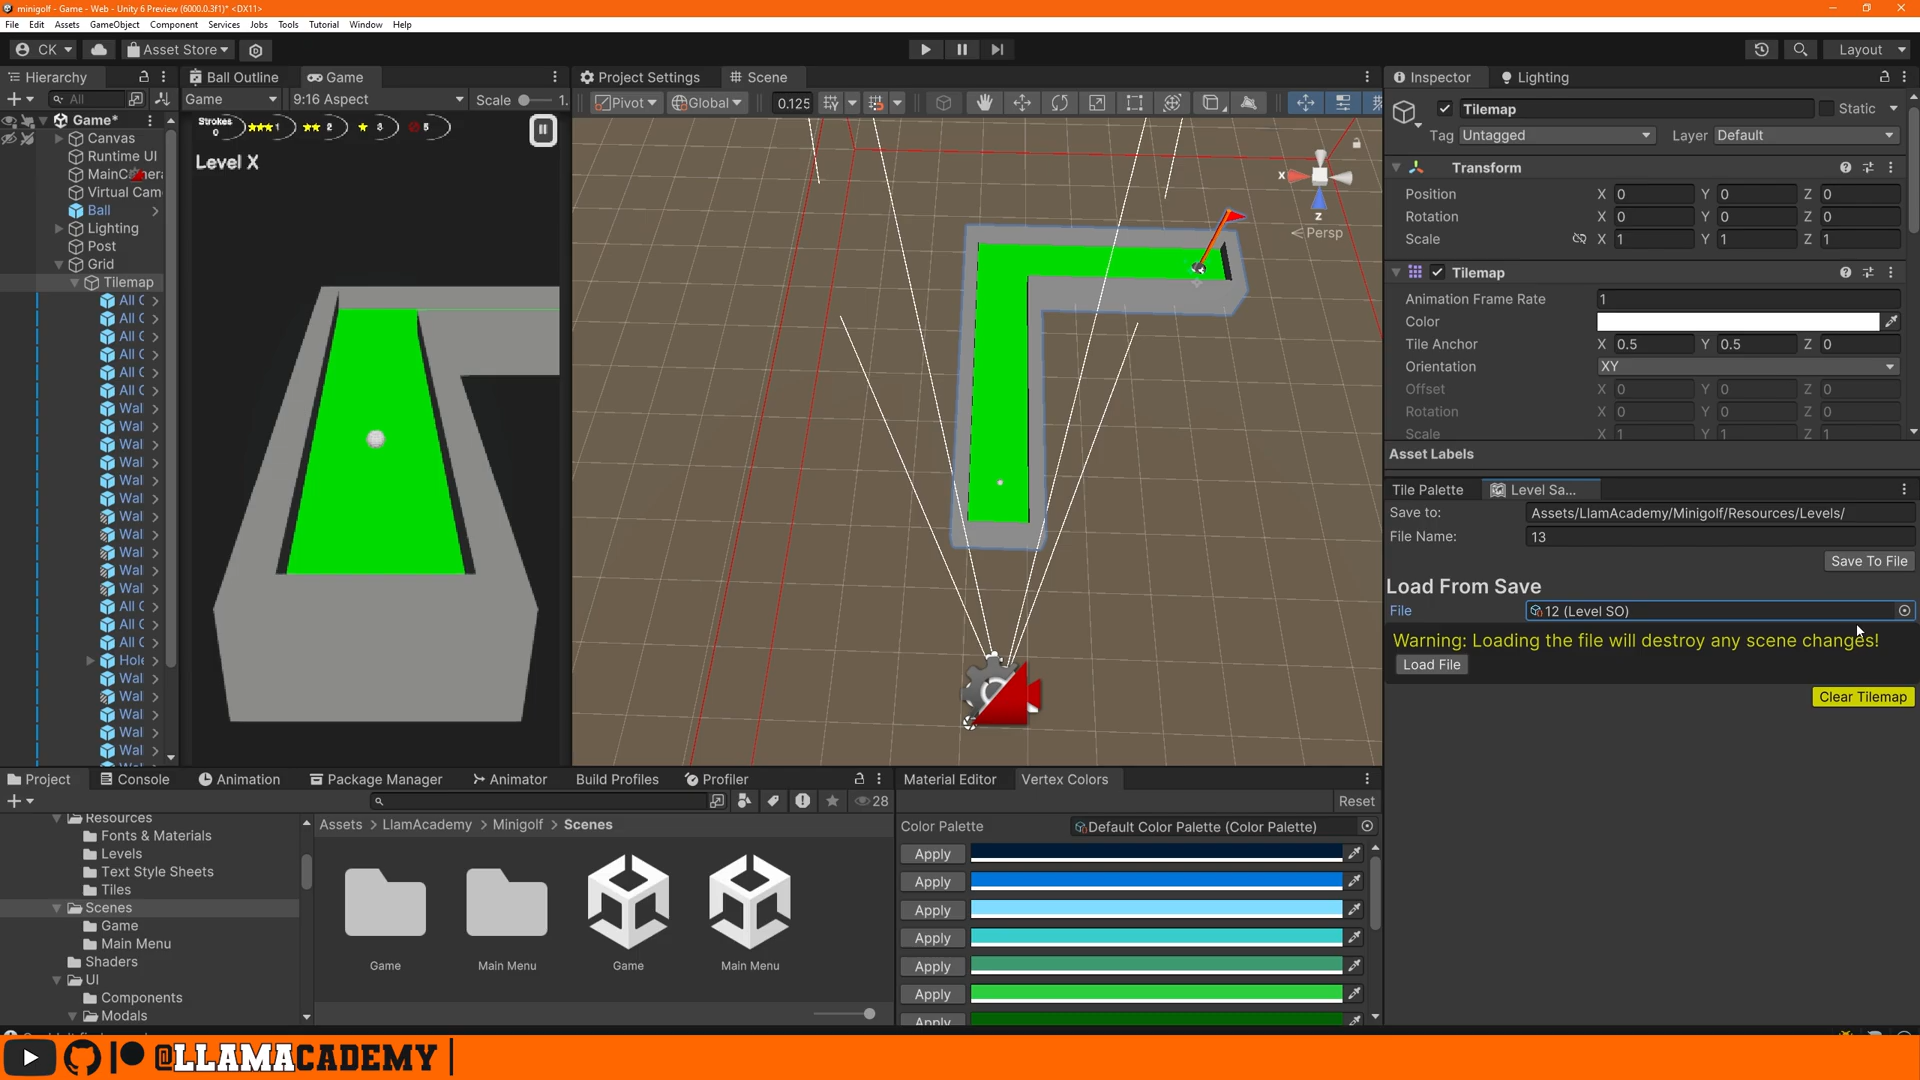 minigolf - Game - Web - Unity 6 Preview (6000.0.3f1)* <DX11>
File Edit Assets GameObject Component Services Jobs Tools Tutorial Window Help
CK Asset Store Layout
Hierarchy
All
Game*
Canvas
Runtime UI
MainCamera
Virtual Cam
Ball
Lighting
Post
Grid
Tilemap
All C
All C
All C
All C
All C
All C
Wal
Wal
Wal
Wal
Wal
Wal
Wal
Wal
Wal
Wal
Wal
All C
All C
All C
Hole
Wal
Wal
Wal
Wal
Wal
Ball Outline Game
Game 9:16 Aspect Scale 1.
Strokes
0 1 2 3 5
Level X
Project Settings Scene
Pivot Global 0.125
x
z
Persp
Inspector Lighting
Tilemap Static
Tag Untagged Layer Default
Transform
Position X 0 Y 0 Z 0
Rotation X 0 Y 0 Z 0
Scale X 1 Y 1 Z 1
Tilemap
Animation Frame Rate 1
Color
Tile Anchor X 0.5 Y 0.5 Z 0
Orientation XY
Offset X 0 Y 0 Z 0
Rotation X 0 Y 0 Z 0
Scale X 1 Y 1 Z 1
Asset Labels
Tile Palette Level Sa...
Save to: Assets/LlamAcademy/Minigolf/Resources/Levels/
File Name: 13
Save To File
Load From Save
File 12 (Level SO)
Warning: Loading the file will destroy any scene changes!
Load File
Clear Tilemap
Project Console Animation Package Manager Animator Build Profiles Profiler
28
Resources
Fonts & Materials
Levels
Text Style Sheets
Tiles
Scenes
Game
Main Menu
Shaders
UI
Components
Modals
Assets > LlamAcademy > Minigolf > Scenes
Game Main Menu Game Main Menu
Material Editor Vertex Colors
Reset
Color Palette Default Color Palette (Color Palette)
Apply
Apply
Apply
Apply
Apply
Apply
Apply
@LLAMACADEMY